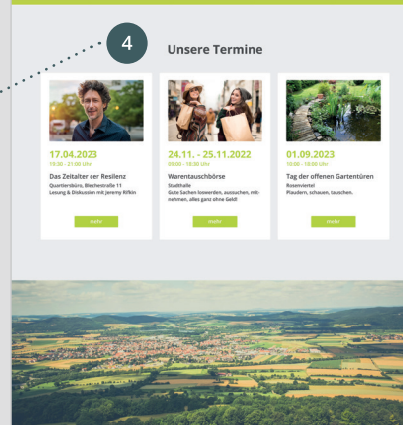 4
Unsere Termine
17.04.2023
19:30 - 21:00 Uhr
Das Zeitalter der Resilenz
Quartiersbüro, Blechestraße 11
Lesung & Diskussion mit Jeremy Rifkin
mehr
24.11. - 25.11.2022
09:00 - 18:30 Uhr
Warentauschbörse
Stadthalle
Gute Sachen loswerden, aussuchen, mit-
nehmen, alles ganz ohne Geld!
mehr
01.09.2023
10:00 - 18:00 Uhr
Tag der offenen Gartentüren
Rosenviertel
Plaudern, schauen, tauschen.
mehr